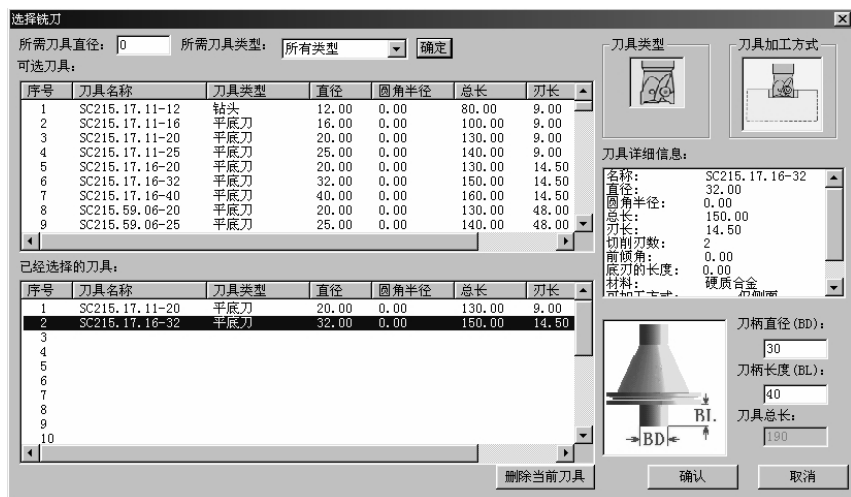 选择铣刀
所需刀具直径: 0 所需刀具类型: 所有类型 确定
可选刀具:
序号 刀具名称 刀具类型 直径 圆角半径 总长 刃长
1 SC215.17.11-12 钻头 12.00 0.00 80.00 9.00
2 SC215.17.11-16 平底刀 16.00 0.00 100.00 9.00
3 SC215.17.11-20 平底刀 20.00 0.00 130.00 9.00
4 SC215.17.11-25 平底刀 25.00 0.00 140.00 9.00
5 SC215.17.16-20 平底刀 20.00 0.00 130.00 14.50
6 SC215.17.16-32 平底刀 32.00 0.00 150.00 14.50
7 SC215.17.16-40 平底刀 40.00 0.00 160.00 14.50
8 SC215.59.06-20 平底刀 20.00 0.00 130.00 48.00
9 SC215.59.06-25 平底刀 25.00 0.00 140.00 48.00
已经选择的刀具:
序号 刀具名称 刀具类型 直径 圆角半径 总长 刃长
1 SC215.17.11-20 平底刀 20.00 0.00 130.00 9.00
2 SC215.17.16-32 平底刀 32.00 0.00 150.00 14.50
3
4
5
6
7
8
9
10
删除当前刀具
刀具类型 刀具加工方式
刀具详细信息:
名称: SC215.17.16-32
直径: 32.00
圆角半径: 0.00
总长: 150.00
刃长: 14.50
切削刃数: 2
前倾角: 0.00
底刃的长度: 0.00
材料: 硬质合金
可加工方式: 仅侧面
BL
BD
刀柄直径(BD):
30
刀柄长度(BL):
40
刀具总长:
190
确认 取消